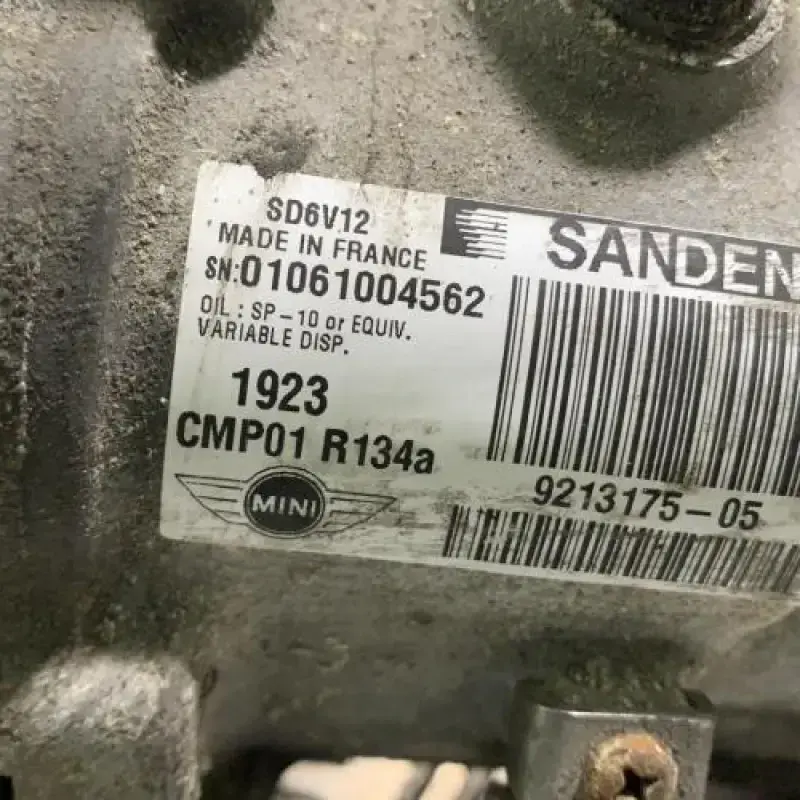 SD6V12
MADE IN FRANCE
SN:01061004562
OIL : SP-10 or EQUIV.
VARIABLE DISP.
1923
CMP01 R134a
MINI
SANDEN
9213175-05